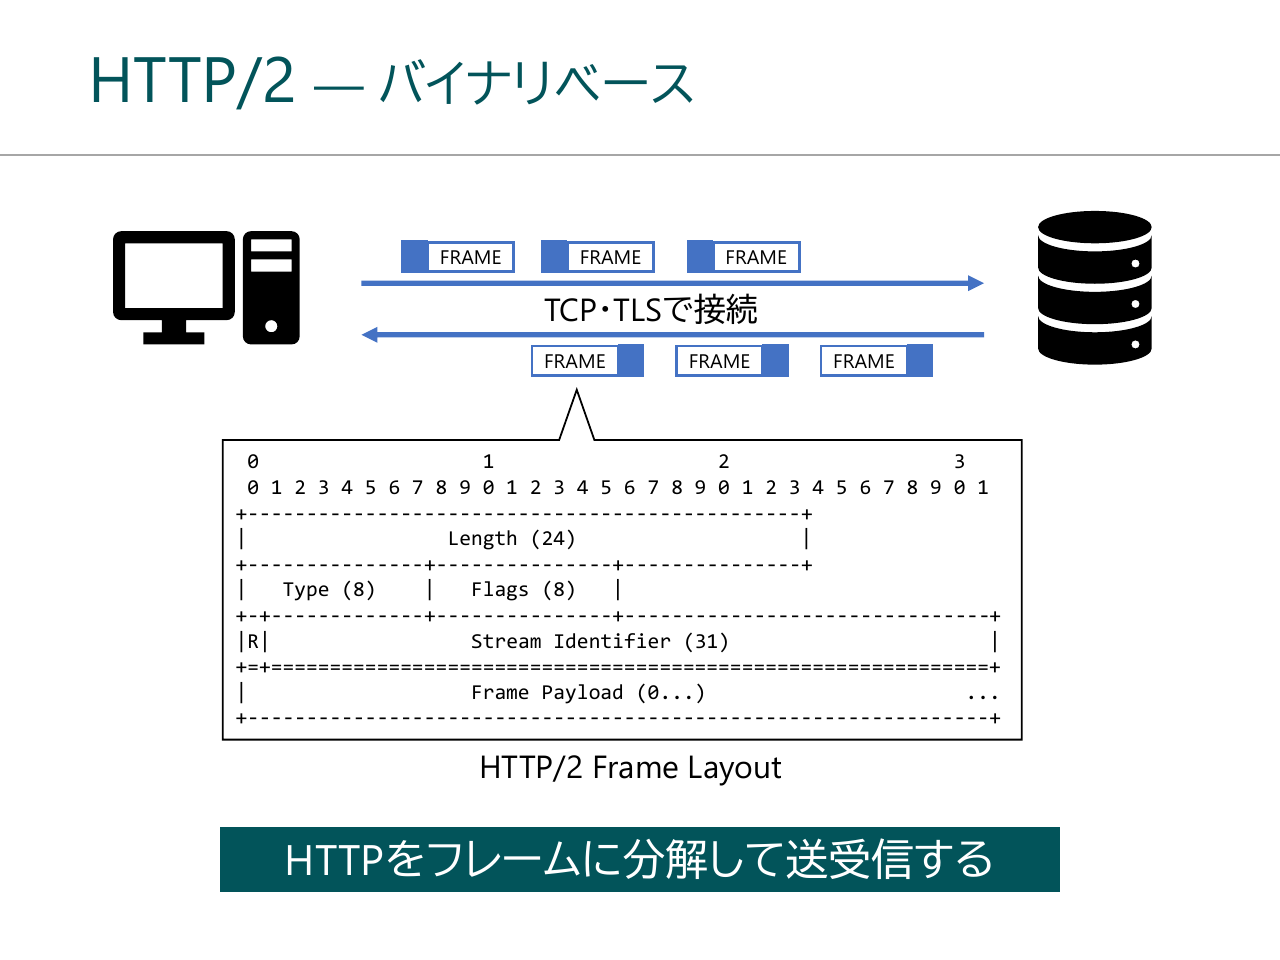 HTTP/2 ― バイナリベース
FRAME FRAME FRAME
TCP・TLSで接続
FRAME FRAME FRAME
 0                   1                   2                   3
 0 1 2 3 4 5 6 7 8 9 0 1 2 3 4 5 6 7 8 9 0 1 2 3 4 5 6 7 8 9 0 1
+-----------------------------------------------+
|                 Length (24)                   |
+---------------+---------------+---------------+
|   Type (8)    |   Flags (8)   |
+-+-------------+---------------+-------------------------------+
|R|                 Stream Identifier (31)                      |
+=+=============================================================+
|                   Frame Payload (0...)                      ...
+---------------------------------------------------------------+
HTTP/2 Frame Layout
HTTPをフレームに分解して送受信する